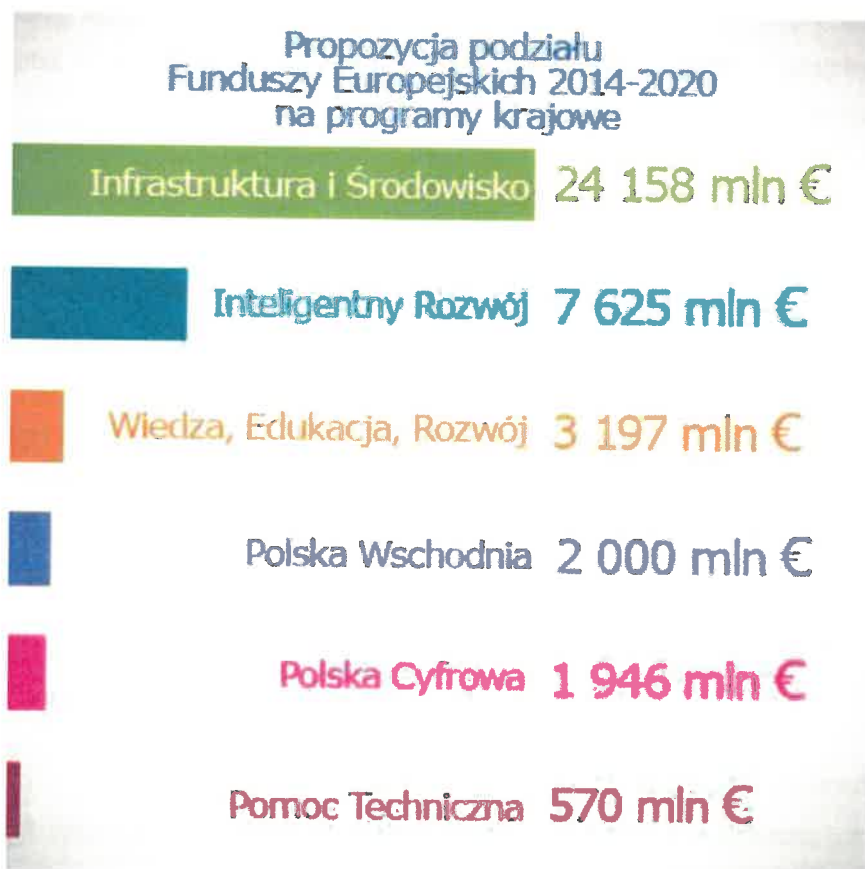 Propozycja podziału
Funduszy Europejskich 2014-2020
na programy krajowe
Infrastruktura i Środowisko 24 158 mln €
Inteligentny Rozwój 7 625 mln €
Wiedza, Edukacja, Rozwój 3 197 mln €
Polska Wschodnia 2 000 mln €
Polska Cyfrowa 1 946 mln €
Pomoc Techniczna 570 mln €